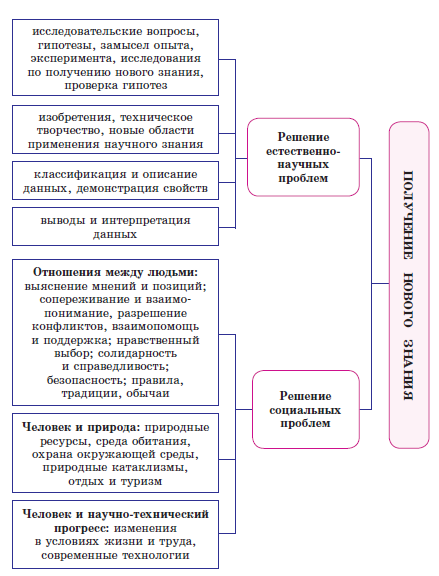 исследовательские вопросы,
гипотезы, замысел опыта,
эксперимента, исследования
по получению нового знания,
проверка гипотез
изобретения, техническое
творчество, новые области
применения научного знания
классификация и описание
данных, демонстрация свойств
выводы и интерпретация
данных
Решение
естественно-
научных
проблем
Отношения между людьми:
выяснение мнений и позиций;
сопереживание и взаимо-
понимание, разрешение
конфликтов, взаимопомощь
и поддержка; нравственный
выбор; солидарность
и справедливость;
безопасность; правила,
традиции, обычаи
Человек и природа: природные
ресурсы, среда обитания,
охрана окружающей среды,
природные катаклизмы,
отдых и туризм
Человек и научно-технический
прогресс: изменения
в условиях жизни и труда,
современные технологии
Решение
социальных
проблем
ПОЛУЧЕНИЕ НОВОГО ЗНАНИЯ